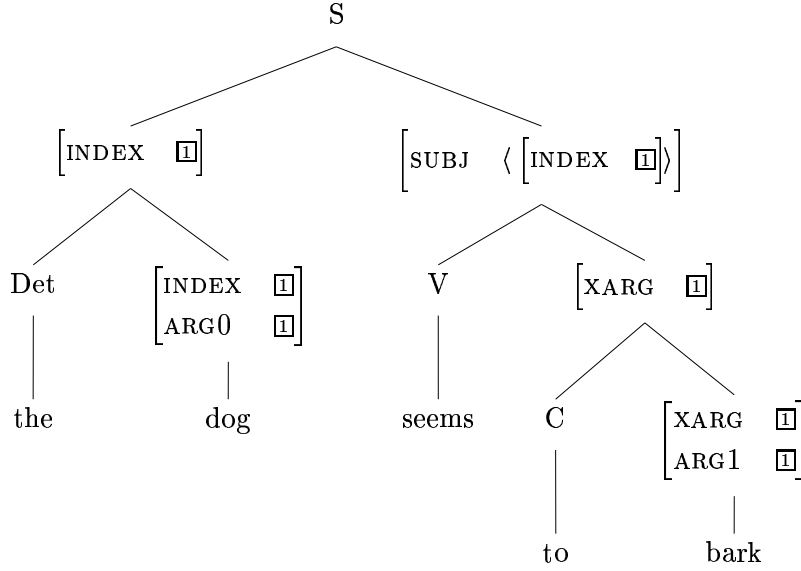 S
[INDEX 1] [SUBJ ⟨ [INDEX 1]⟩]
Det [INDEX 1 V [XARG 1]
ARG0 1]
the dog seems C [XARG 1
ARG1 1]
to bark